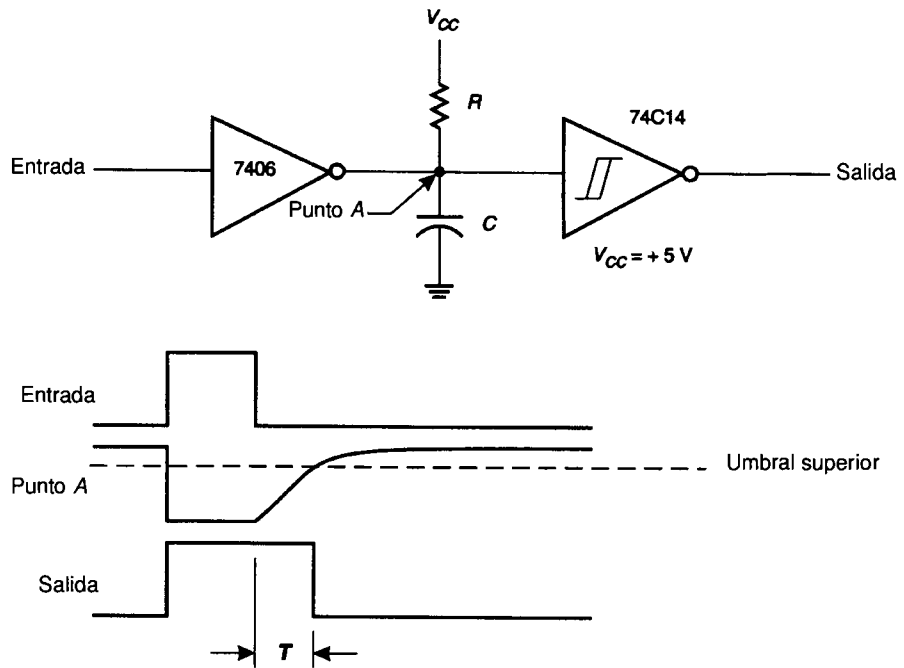 V_CC
R
74C14
Entrada
7406
Salida
Punto A
C
V_CC = + 5 V
Entrada
Umbral superior
Punto A
Salida
T